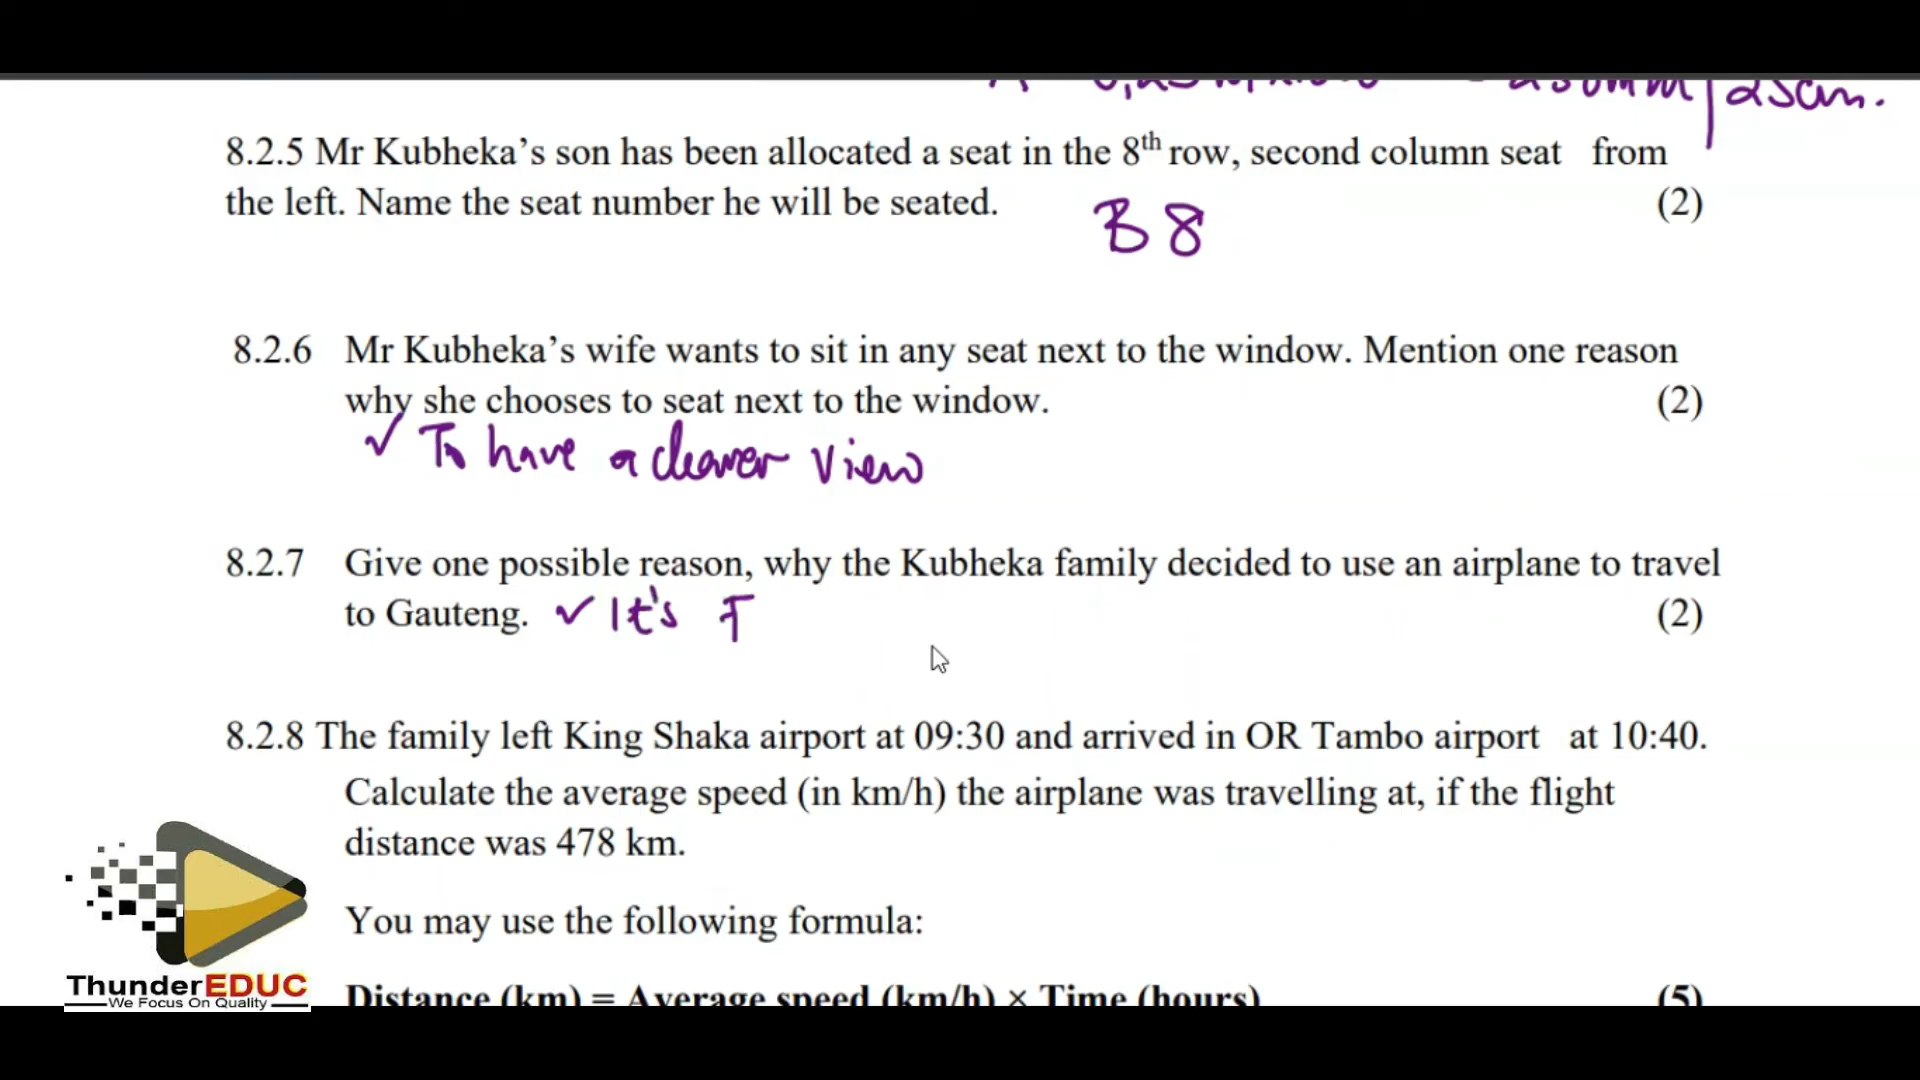 250mm/25cm.
8.2.5 Mr Kubheka’s son has been allocated a seat in the 8th row, second column seat from
the left. Name the seat number he will be seated. (2)
B8
8.2.6 Mr Kubheka’s wife wants to sit in any seat next to the window. Mention one reason
why she chooses to seat next to the window. (2)
✓ To have a clearer view
8.2.7 Give one possible reason, why the Kubheka family decided to use an airplane to travel
to Gauteng. ✓ It's F (2)
8.2.8 The family left King Shaka airport at 09:30 and arrived in OR Tambo airport at 10:40.
Calculate the average speed (in km/h) the airplane was travelling at, if the flight
distance was 478 km.
You may use the following formula:
Distance (km) = Average speed (km/h) × Time (hours) (5)
ThunderEDUC
We Focus On Quality